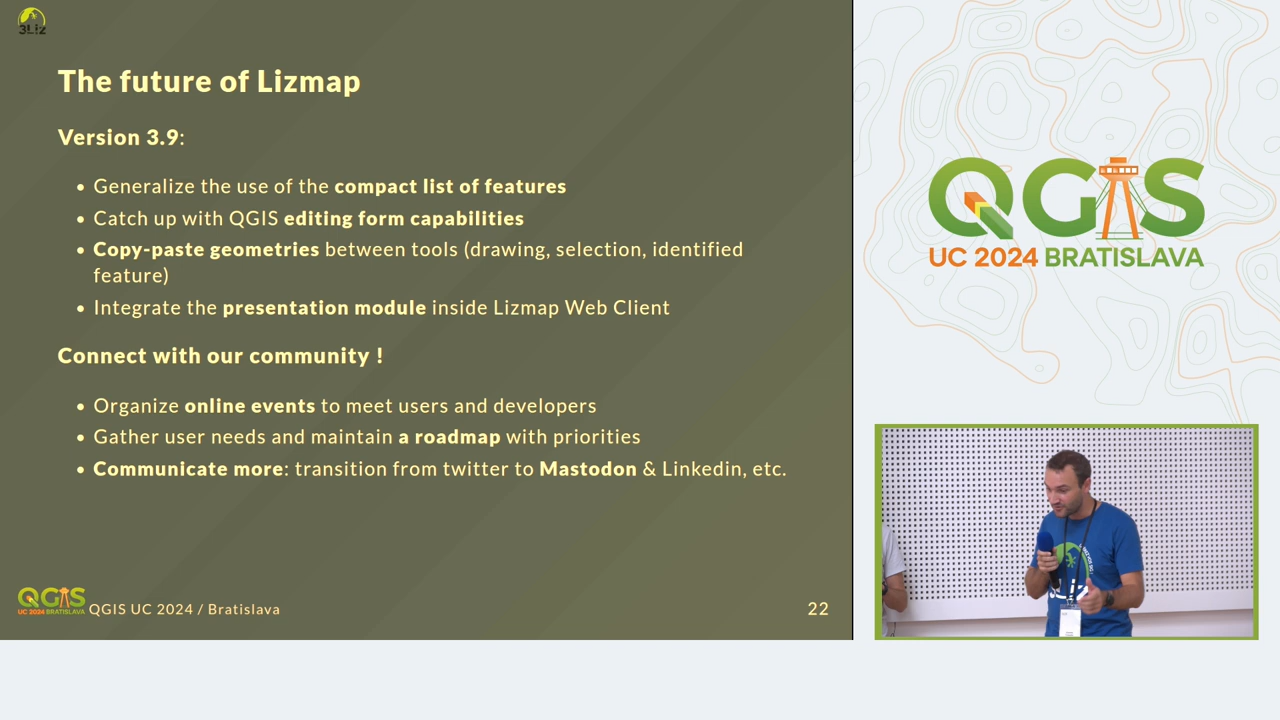 3Liz
The future of Lizmap
Version 3.9:
• Generalize the use of the compact list of features
• Catch up with QGIS editing form capabilities
• Copy-paste geometries between tools (drawing, selection, identified
feature)
• Integrate the presentation module inside Lizmap Web Client
Connect with our community !
• Organize online events to meet users and developers
• Gather user needs and maintain a roadmap with priorities
• Communicate more: transition from twitter to Mastodon & Linkedin, etc.
QGIS
UC 2024 BRATISLAVA
QGIS UC 2024 / Bratislava
22
QGIS
UC 2024 BRATISLAVA
3Liz